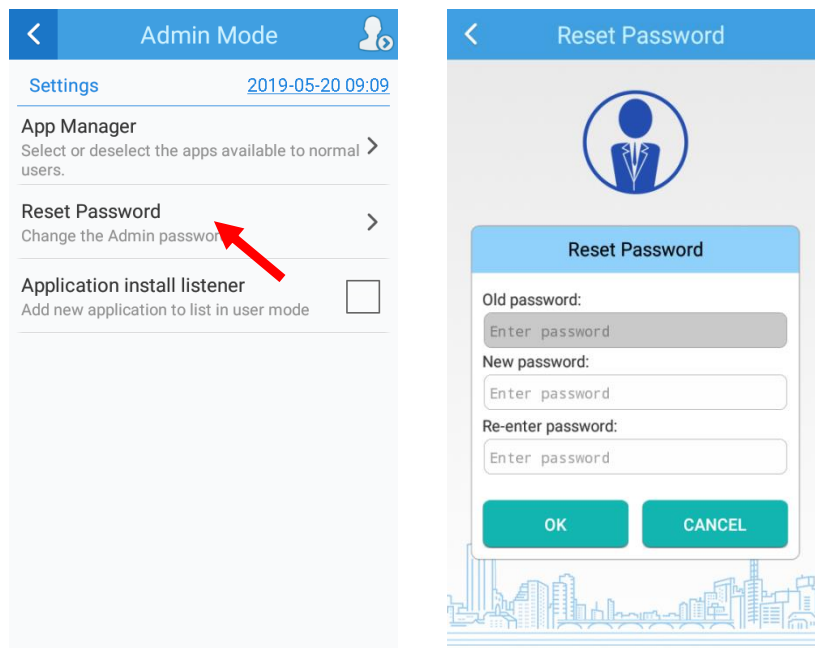 Admin Mode
Settings 2019-05-20 09:09
App Manager
Select or deselect the apps available to normal
users.
Reset Password
Change the Admin password
Application install listener
Add new application to list in user mode
Reset Password
Reset Password
Old password:
Enter password
New password:
Enter password
Re-enter password:
Enter password
OK CANCEL